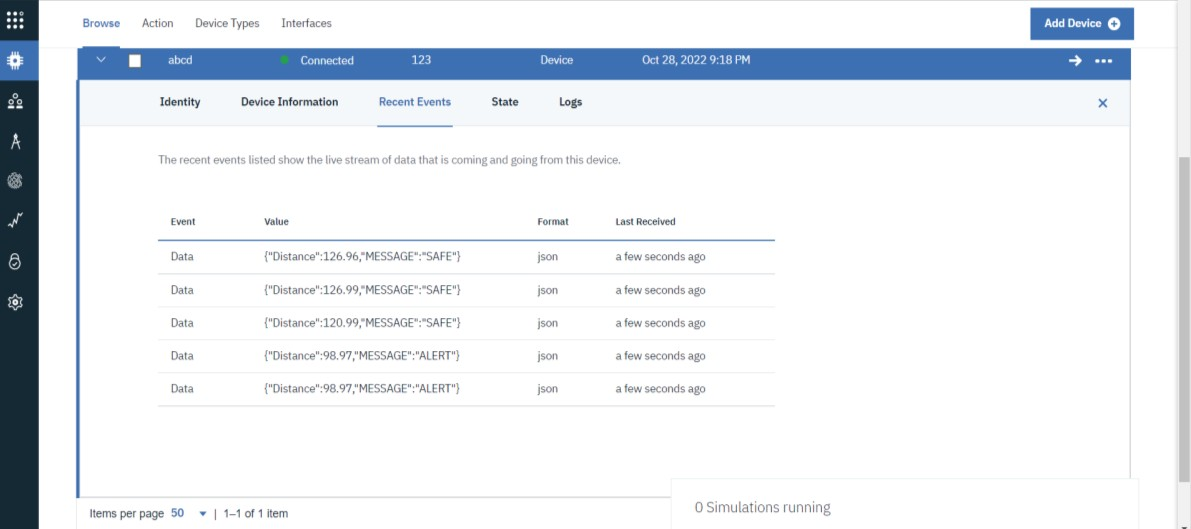 Browse Action Device Types Interfaces
Add Device
abcd Connected 123 Device Oct 28, 2022 9:18 PM
Identity Device Information Recent Events State Logs
The recent events listed show the live stream of data that is coming and going from this device.
Event Value Format Last Received
Data {"Distance":126.96,"MESSAGE":"SAFE"} json a few seconds ago
Data {"Distance":126.99,"MESSAGE":"SAFE"} json a few seconds ago
Data {"Distance":120.99,"MESSAGE":"SAFE"} json a few seconds ago
Data {"Distance":98.97,"MESSAGE":"ALERT"} json a few seconds ago
Data {"Distance":98.97,"MESSAGE":"ALERT"} json a few seconds ago
Items per page 50 | 1–1 of 1 item
0 Simulations running